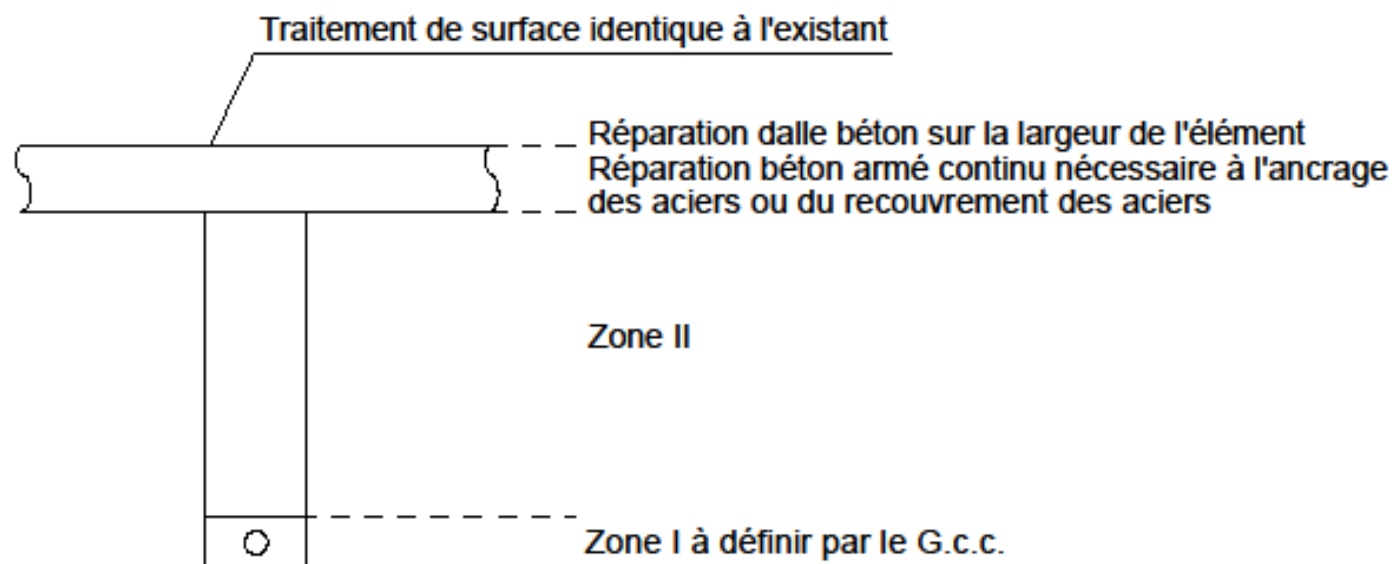 Traitement de surface identique à l'existant
Réparation dalle béton sur la largeur de l'élément
Réparation béton armé continu nécessaire à l'ancrage
des aciers ou du recouvrement des aciers
Zone II
Zone I à définir par le G.c.c.